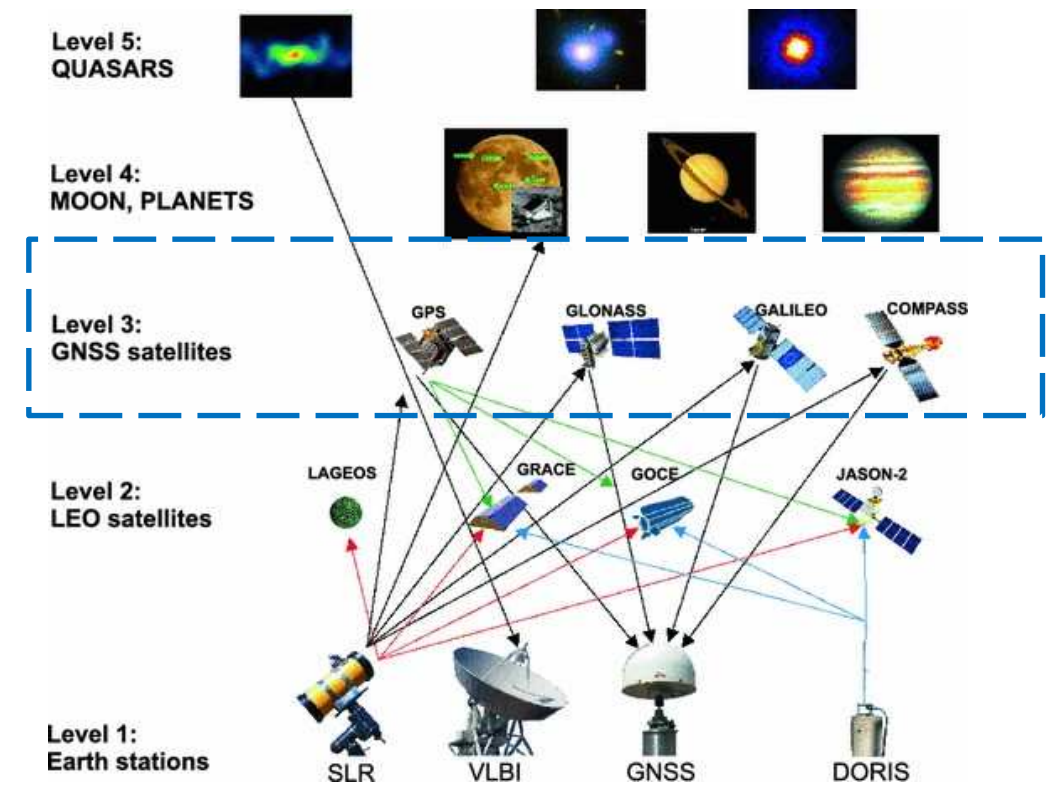 Level 5:
QUASARS
Level 4:
MOON, PLANETS
Level 3:
GNSS satellites
GPS
GLONASS
GALILEO
COMPASS
Level 2:
LEO satellites
LAGEOS
GRACE
GOCE
JASON-2
Level 1:
Earth stations
SLR
VLBI
GNSS
DORIS